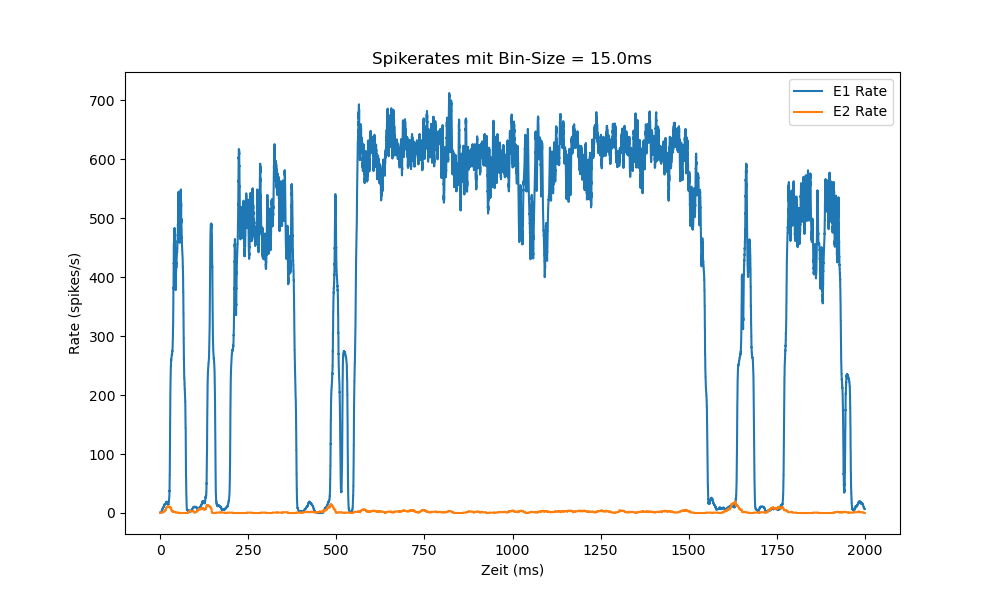 Spikerates mit Bin-Size = 15.0ms
E1 Rate
E2 Rate
700
600
500
400
300
200
100
0
Rate (spikes/s)
0 250 500 750 1000 1250 1500 1750 2000
Zeit (ms)